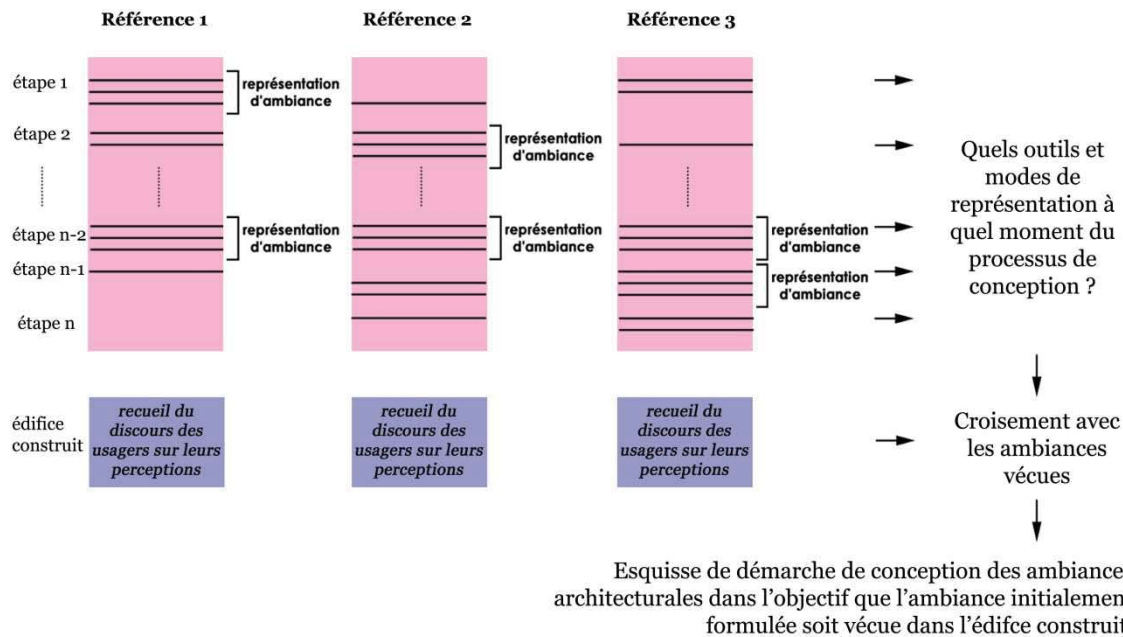 Référence 1
Référence 2
Référence 3
étape 1
représentation
d'ambiance
étape 2
représentation
d'ambiance
étape n-2
représentation
d'ambiance
représentation
d'ambiance
représentation
d'ambiance
étape n-1
représentation
d'ambiance
étape n
Quels outils et
modes de
représentation à
quel moment du
processus de
conception ?
édifice
construit
recueil du
discours des
usagers sur leurs
perceptions
recueil du
discours des
usagers sur leurs
perceptions
recueil du
discours des
usagers sur leurs
perceptions
Croisement avec
les ambiances
vécues
Esquisse de démarche de conception des ambiance
architecturales dans l'objectif que l'ambiance initialemen
formulée soit vécue dans l'édifce construit